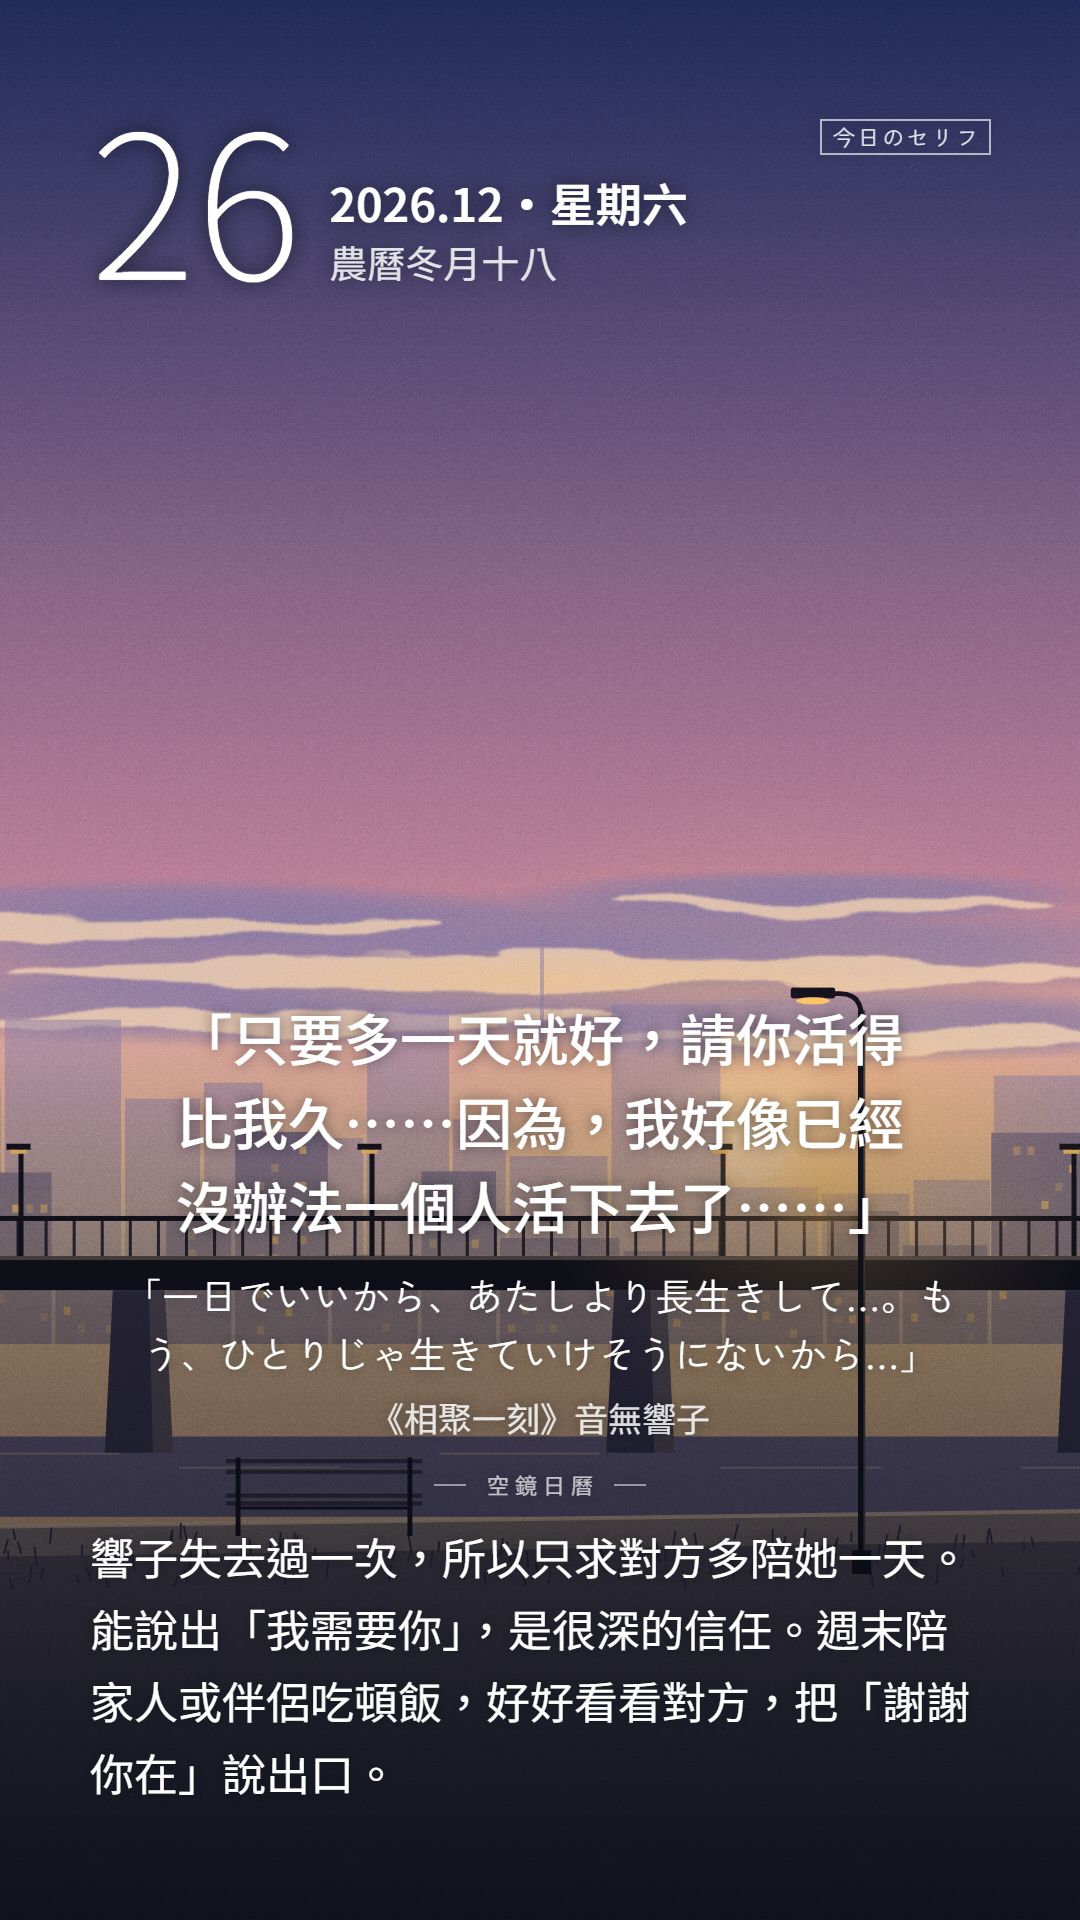 26
今日のセリフ
2026.12・星期六
農曆冬月十八
「只要多一天就好，請你活得
比我久……因為，我好像已經
沒辦法一個人活下去了……」
「一日でいいから、あたしより長生きして…。も
う、ひとりじゃ生きていけそうにないから…」
《相聚一刻》音無響子
空鏡日曆
響子失去過一次，所以只求對方多陪她一天。
能說出「我需要你」，是很深的信任。週末陪
家人或伴侶吃頓飯，好好看看對方，把「謝謝
你在」說出口。